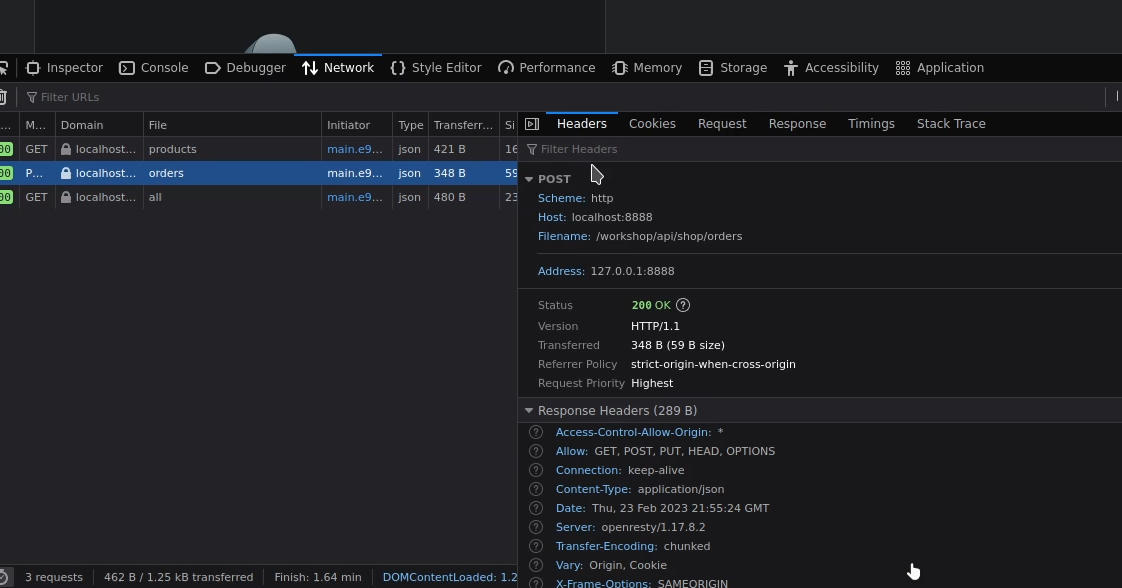 Inspector Console Debugger Network Style Editor Performance Memory Storage Accessibility Application
Filter URLs
... M... Domain File Initiator Type Transferr... Si
00 GET localhost... products main.e9... json 421 B 16
00 P... localhost... orders main.e9... json 348 B 59
00 GET localhost... all main.e9... json 480 B 23
Headers Cookies Request Response Timings Stack Trace
Filter Headers
POST
Scheme: http
Host: localhost:8888
Filename: /workshop/api/shop/orders
Address: 127.0.0.1:8888
Status 200 OK ?
Version HTTP/1.1
Transferred 348 B (59 B size)
Referrer Policy strict-origin-when-cross-origin
Request Priority Highest
Response Headers (289 B)
? Access-Control-Allow-Origin: *
? Allow: GET, POST, PUT, HEAD, OPTIONS
? Connection: keep-alive
? Content-Type: application/json
? Date: Thu, 23 Feb 2023 21:55:24 GMT
? Server: openresty/1.17.8.2
? Transfer-Encoding: chunked
? Vary: Origin, Cookie
? X-Frame-Options: SAMEORIGIN
3 requests 462 B / 1.25 kB transferred Finish: 1.64 min DOMContentLoaded: 1.2